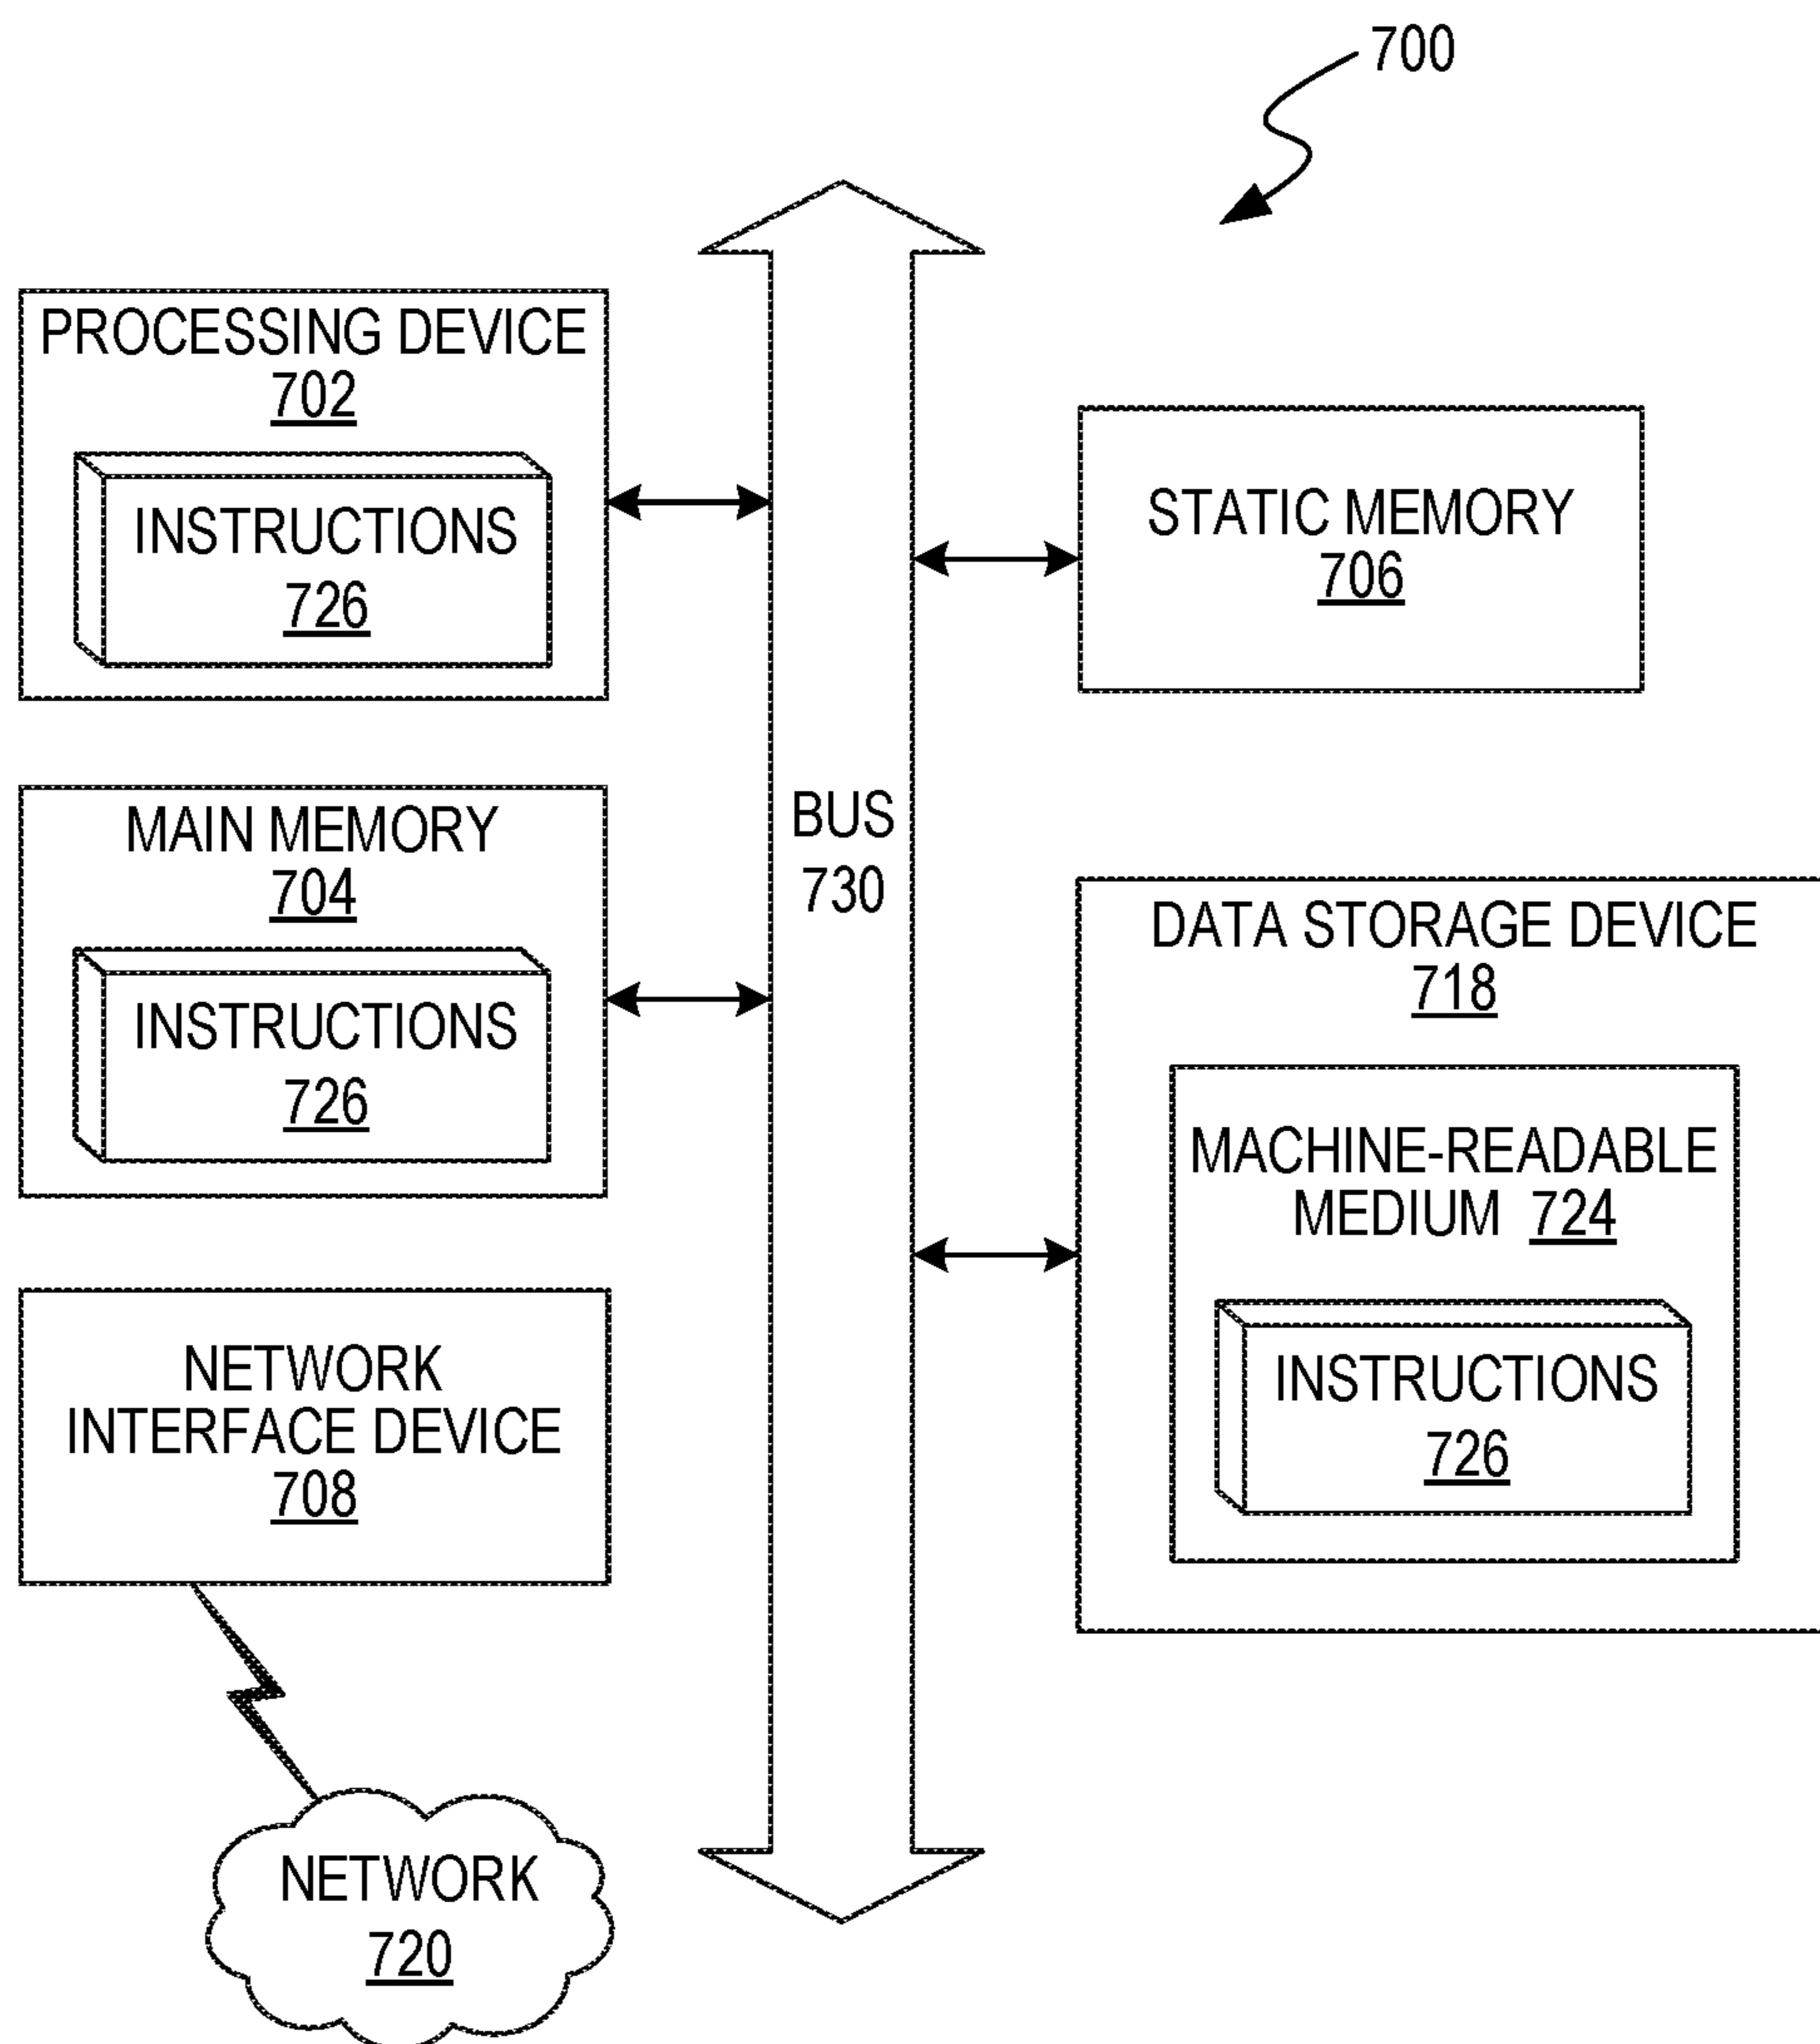 700
PROCESSING DEVICE
702
INSTRUCTIONS
726
STATIC MEMORY
706
MAIN MEMORY
704
INSTRUCTIONS
726
BUS
730
DATA STORAGE DEVICE
718
MACHINE-READABLE
MEDIUM 724
INSTRUCTIONS
726
NETWORK
INTERFACE DEVICE
708
NETWORK
720